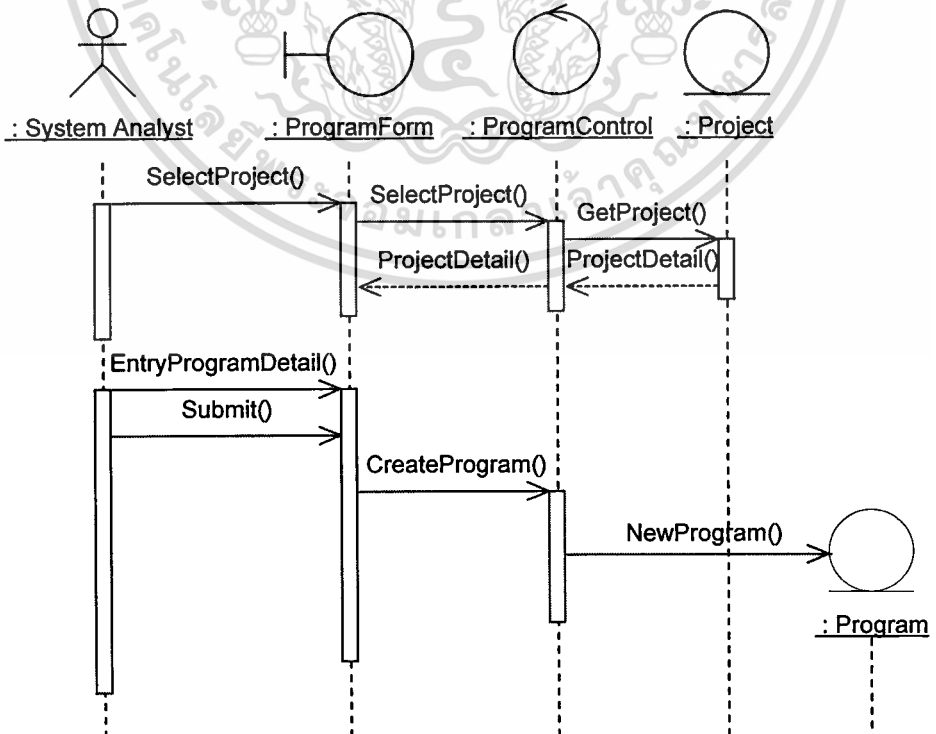 : System Analyst
: ProgramForm
: ProgramControl
: Project
SelectProject()
SelectProject()
GetProject()
ProjectDetail()
ProjectDetail()
EntryProgramDetail()
Submit()
CreateProgram()
NewProgram()
: Program